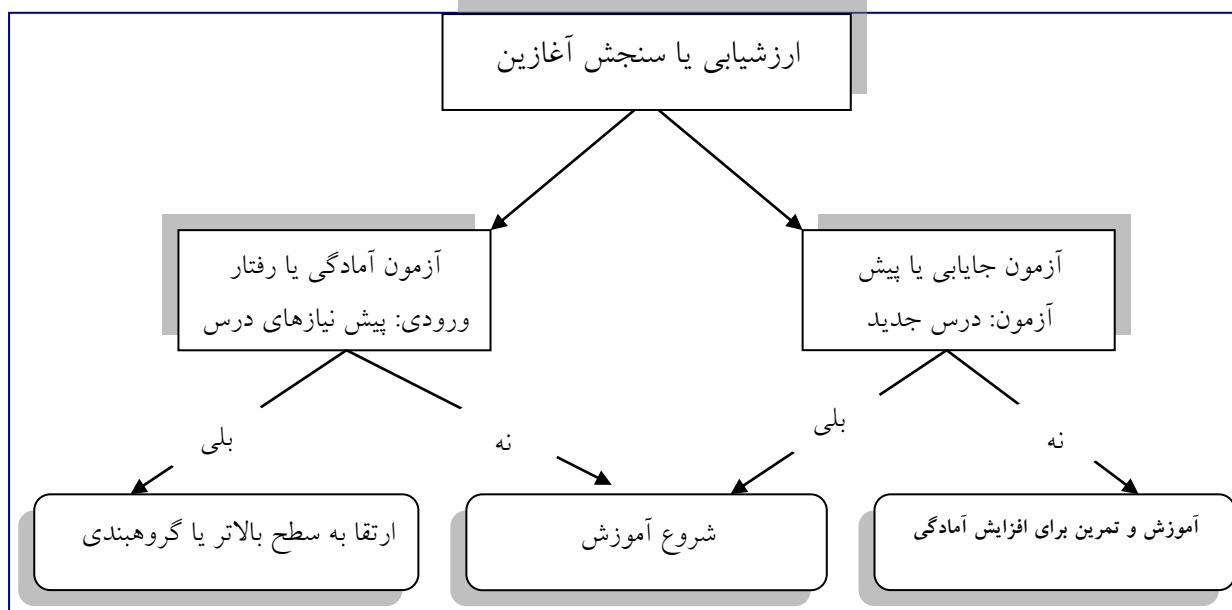 ارزشیابی یا سنجش آغازین
آزمون جایابی یا پیش
آزمون: درس جدید
آزمون آمادگی یا رفتار
ورودی: پیش نیازهای درس
نه
بلی
نه
بلی
آموزش و تمرین برای افزایش آمادگی
شروع آموزش
ارتقا به سطح بالاتر یا گروهبندی